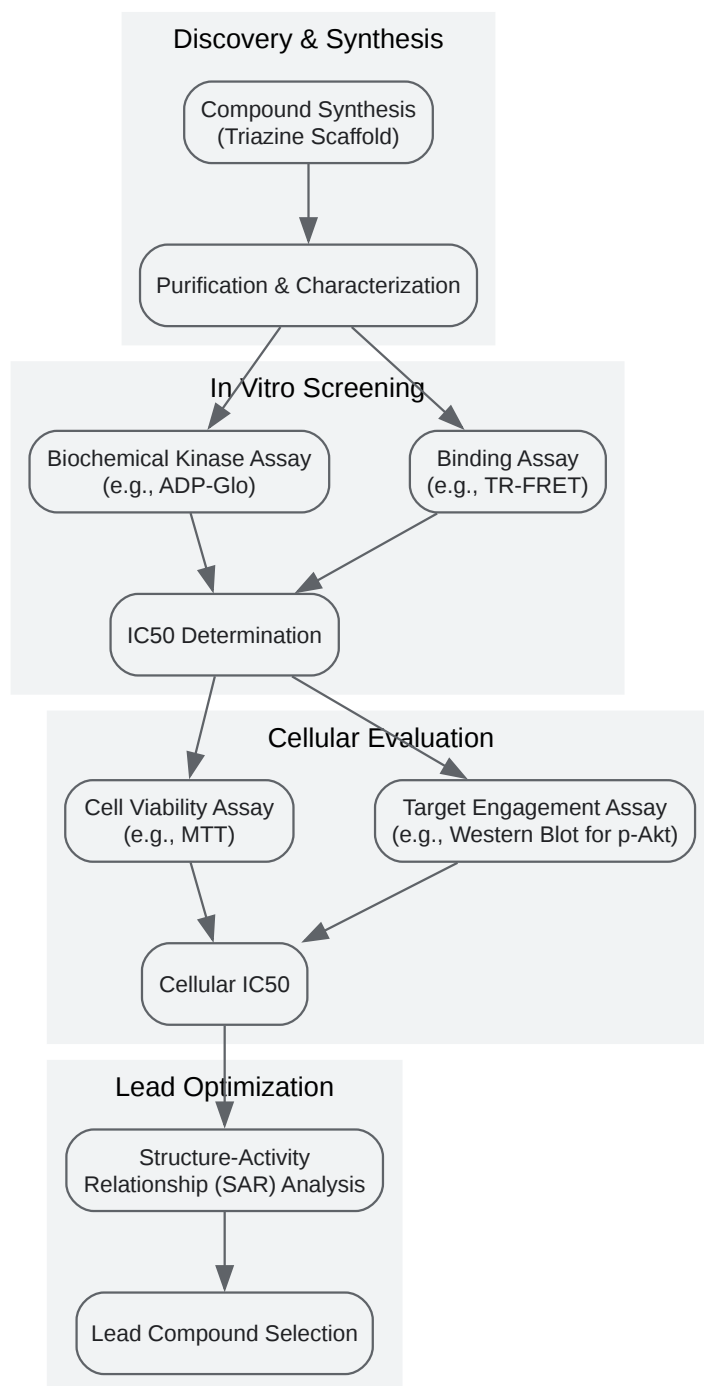 Discovery & Synthesis
Compound Synthesis
(Triazine Scaffold)
Purification & Characterization
In Vitro Screening
Biochemical Kinase Assay
(e.g., ADP-Glo)
Binding Assay
(e.g., TR-FRET)
IC50 Determination
Cellular Evaluation
Cell Viability Assay
(e.g., MTT)
Target Engagement Assay
(e.g., Western Blot for p-Akt)
Cellular IC50
Lead Optimization
Structure-Activity
Relationship (SAR) Analysis
Lead Compound Selection